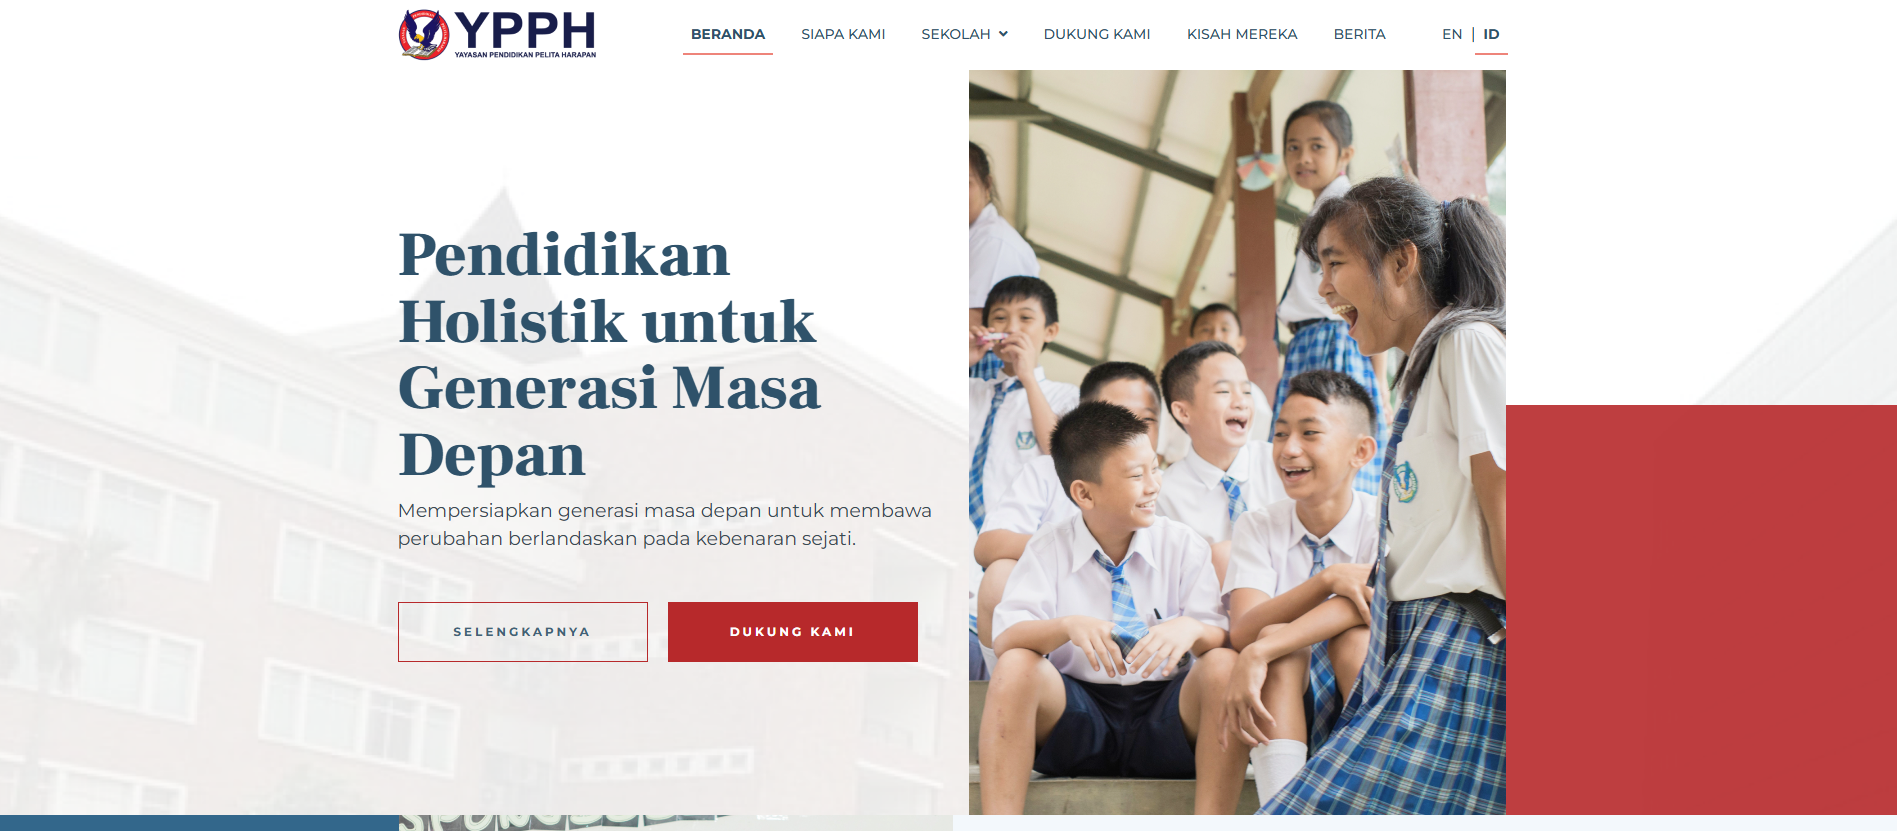 YPPH
YAYASAN PENDIDIKAN PELITA HARAPAN
BERANDA
SIAPA KAMI
SEKOLAH
DUKUNG KAMI
KISAH MEREKA
BERITA
EN | ID
Pendidikan
Holistik untuk
Generasi Masa
Depan
Mempersiapkan generasi masa depan untuk membawa
perubahan berlandaskan pada kebenaran sejati.
SELENGKAPNYA
DUKUNG KAMI